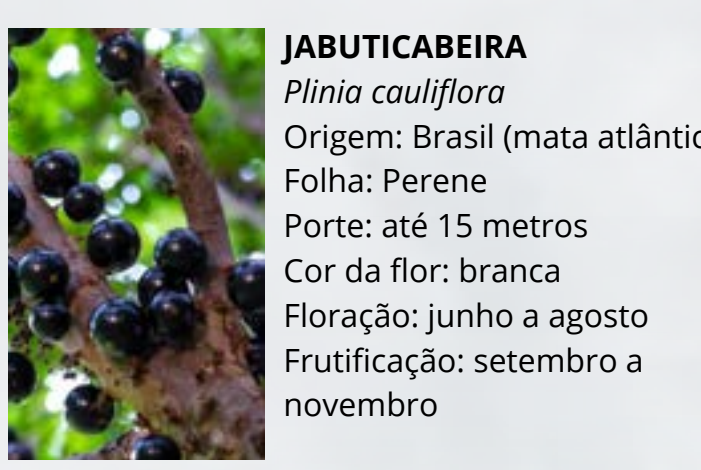 JABUTICABEIRA
Plinia cauliflora
Origem: Brasil (mata atlântic
Folha: Perene
Porte: até 15 metros
Cor da flor: branca
Floração: junho a agosto
Frutificação: setembro a
novembro